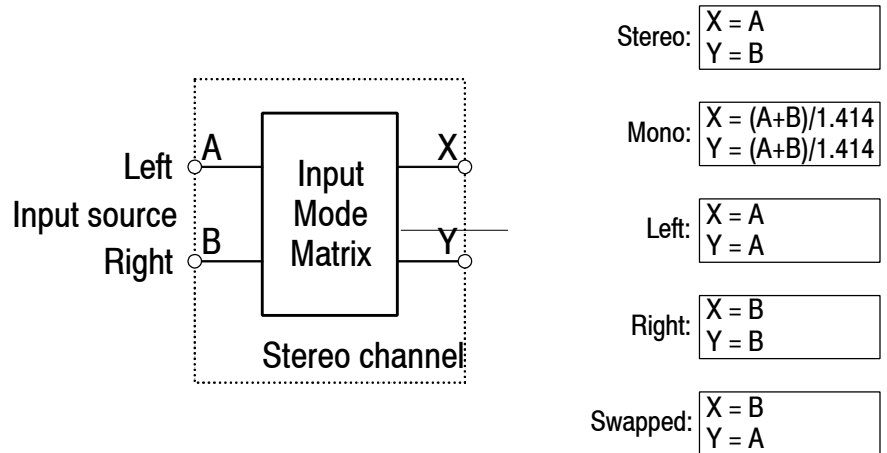 Left
A
X
Input
Mode
Matrix
Input source
Right
B
Y
Stereo channel
Stereo:
X = A
Y = B
Mono:
X = (A+B)/1.414
Y = (A+B)/1.414
Left:
X = A
Y = A
Right:
X = B
Y = B
Swapped:
X = B
Y = A